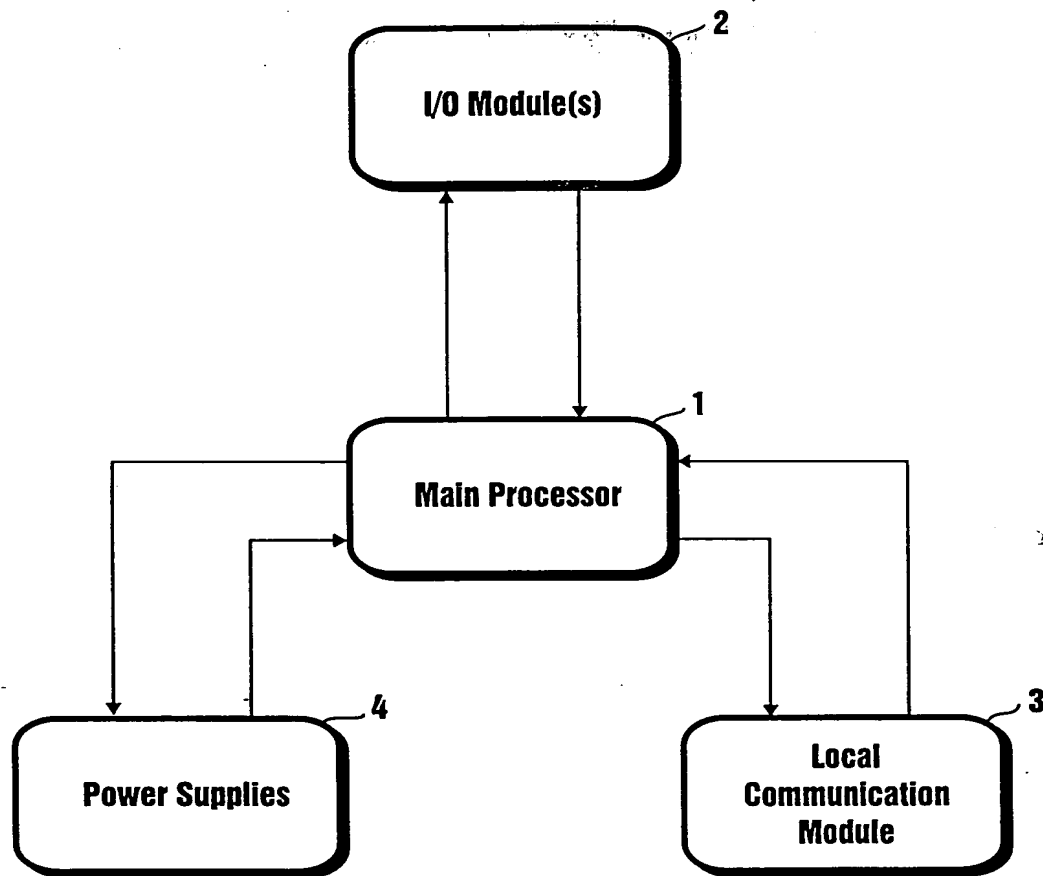 2
I/O Module(s)
1
Main Processor
4
Power Supplies
3
Local
Communication
Module